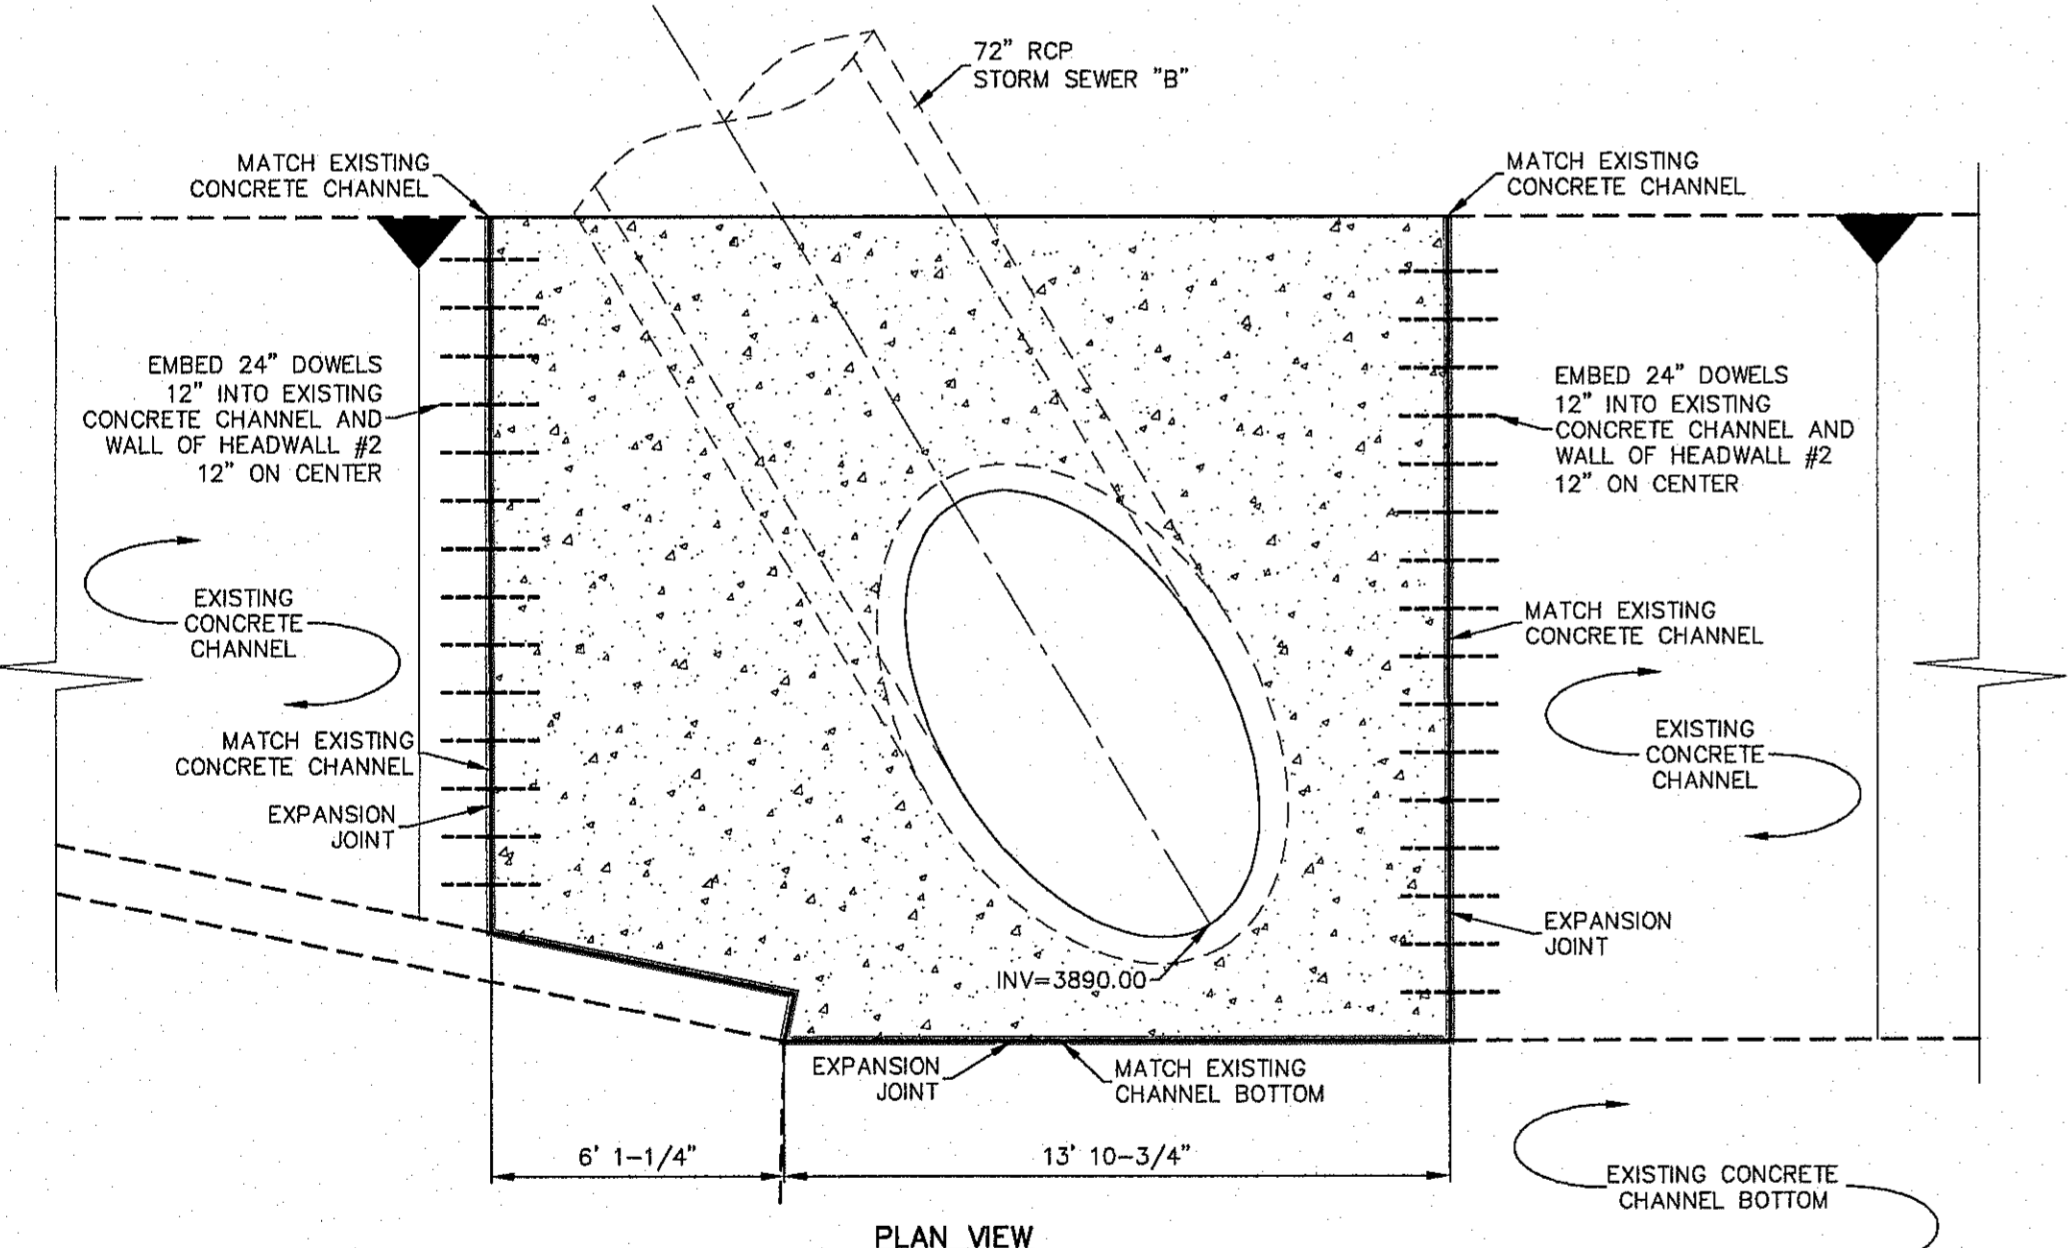 72" RCP
STORM SEWER "B"
MATCH EXISTING
CONCRETE CHANNEL
MATCH EXISTING
CONCRETE CHANNEL
EMBED 24" DOWELS
12" INTO EXISTING
CONCRETE CHANNEL AND
WALL OF HEADWALL #2
12" ON CENTER
EMBED 24" DOWELS
12" INTO EXISTING
CONCRETE CHANNEL AND
WALL OF HEADWALL #2
12" ON CENTER
EXISTING
CONCRETE
CHANNEL
MATCH EXISTING
CONCRETE CHANNEL
MATCH EXISTING
CONCRETE CHANNEL
EXISTING
CONCRETE
CHANNEL
EXPANSION
JOINT
EXPANSION
JOINT
INV=3890.00
EXPANSION
JOINT
MATCH EXISTING
CHANNEL BOTTOM
6' 1-1/4"
13' 10-3/4"
EXISTING CONCRETE
CHANNEL BOTTOM
PLAN VIEW